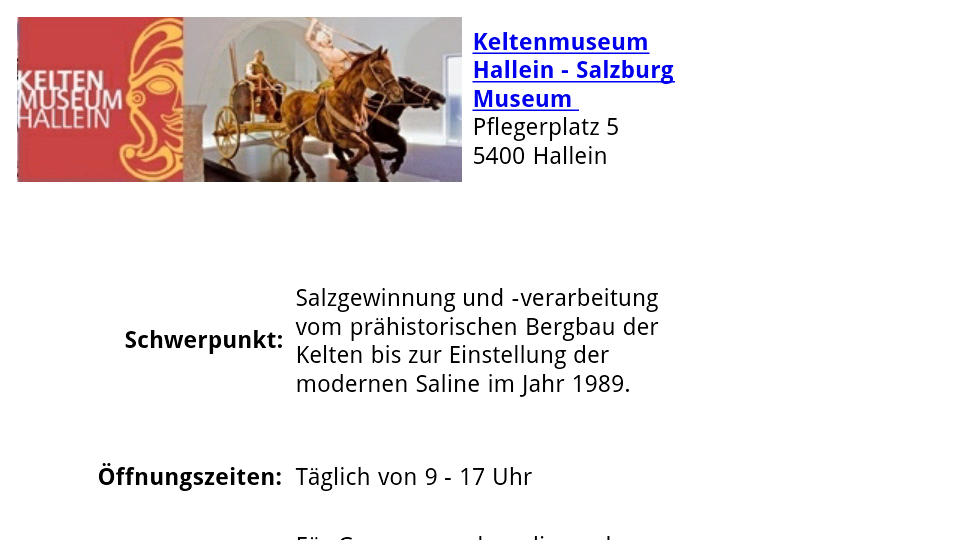 KELTEN
MUSEUM
HALLEIN
Keltenmuseum
Hallein - Salzburg
Museum
Pflegerplatz 5
5400 Hallein
Salzgewinnung und -verarbeitung
vom prähistorischen Bergbau der
Schwerpunkt:
Kelten bis zur Einstellung der
modernen Saline im Jahr 1989.
Öffnungszeiten: Täglich von 9 - 17 Uhr